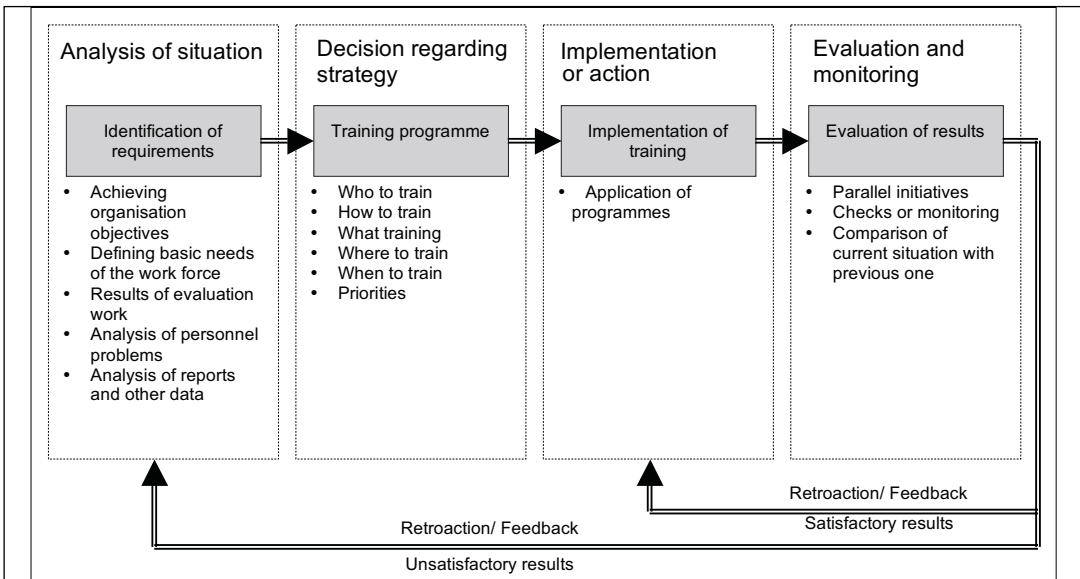 Analysis of situation
Identification of
requirements
• Achieving
organisation
objectives
• Defining basic needs
of the work force
• Results of evaluation
work
• Analysis of personnel
problems
• Analysis of reports
and other data
Decision regarding
strategy
Training programme
• Who to train
• How to train
• What training
• Where to train
• When to train
• Priorities
Implementation
or action
Implementation of
training
• Application of
programmes
Evaluation and
monitoring
Evaluation of results
• Parallel initiatives
• Checks or monitoring
• Comparison of
current situation with
previous one
Retroaction/ Feedback
Satisfactory results
Retroaction/ Feedback
Unsatisfactory results